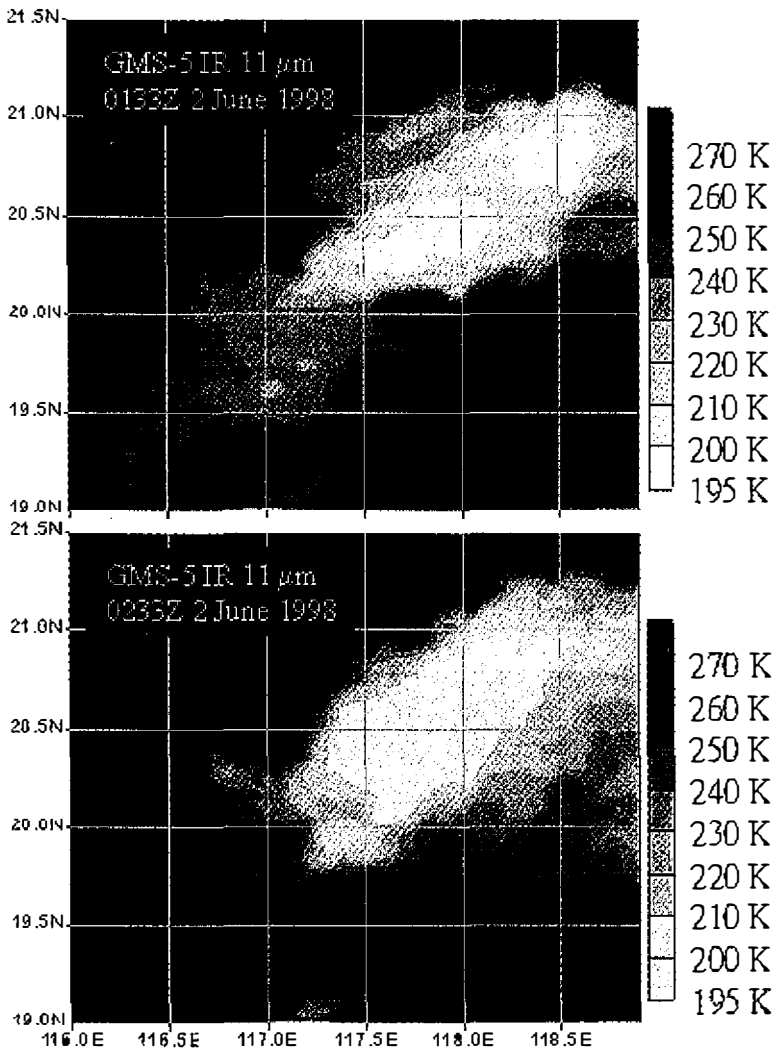 21.5N
GMS-5 IR 11 μm
0133Z 2 June 1998
21.0N
20.5N
20.0N
19.5N
19.0N
270 K
260 K
250 K
240 K
230 K
220 K
210 K
200 K
195 K
21.5N
GMS-5 IR 11 μm
0233Z 2 June 1998
21.0N
20.5N
20.0N
19.5N
19.0N
116.0E 116.5E 117.0E 117.5E 118.0E 118.5E
270 K
260 K
250 K
240 K
230 K
220 K
210 K
200 K
195 K